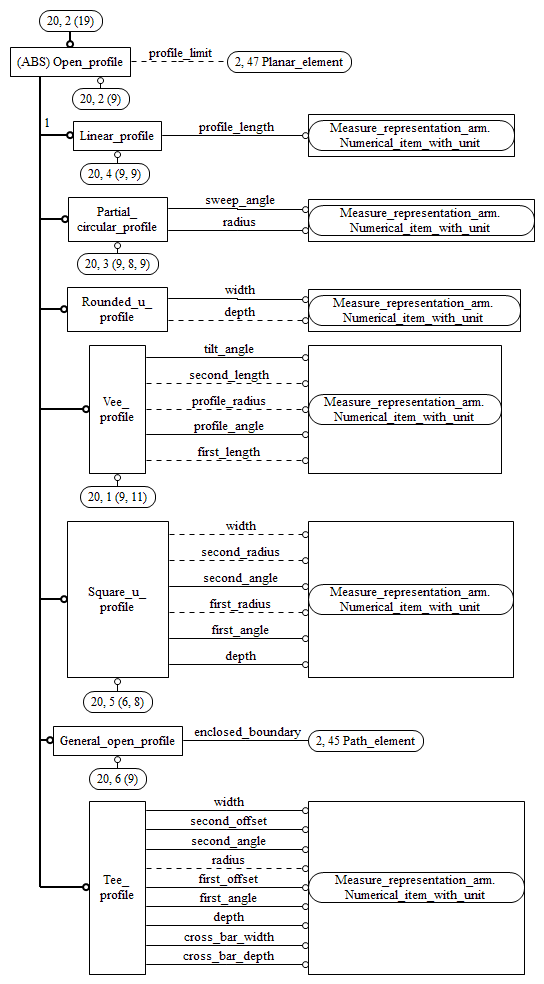 20, 2 (19)
(ABS) Open_profile
profile_limit
2, 47 Planar_element
20, 2 (9)
1
Linear_profile
profile_length
Measure_representation_arm.
Numerical_item_with_unit
20, 4 (9, 9)
Partial_
circular_profile
sweep_angle
radius
Measure_representation_arm.
Numerical_item_with_unit
20, 3 (9, 8, 9)
Rounded_u_
profile
width
depth
Measure_representation_arm.
Numerical_item_with_unit
Vee_
profile
tilt_angle
second_length
profile_radius
profile_angle
first_length
Measure_representation_arm.
Numerical_item_with_unit
20, 1 (9, 11)
Square_u_
profile
width
second_radius
second_angle
first_radius
first_angle
depth
Measure_representation_arm.
Numerical_item_with_unit
20, 5 (6, 8)
General_open_profile
enclosed_boundary
2, 45 Path_element
20, 6 (9)
Tee_
profile
width
second_offset
second_angle
radius
first_offset
first_angle
depth
cross_bar_width
cross_bar_depth
Measure_representation_arm.
Numerical_item_with_unit